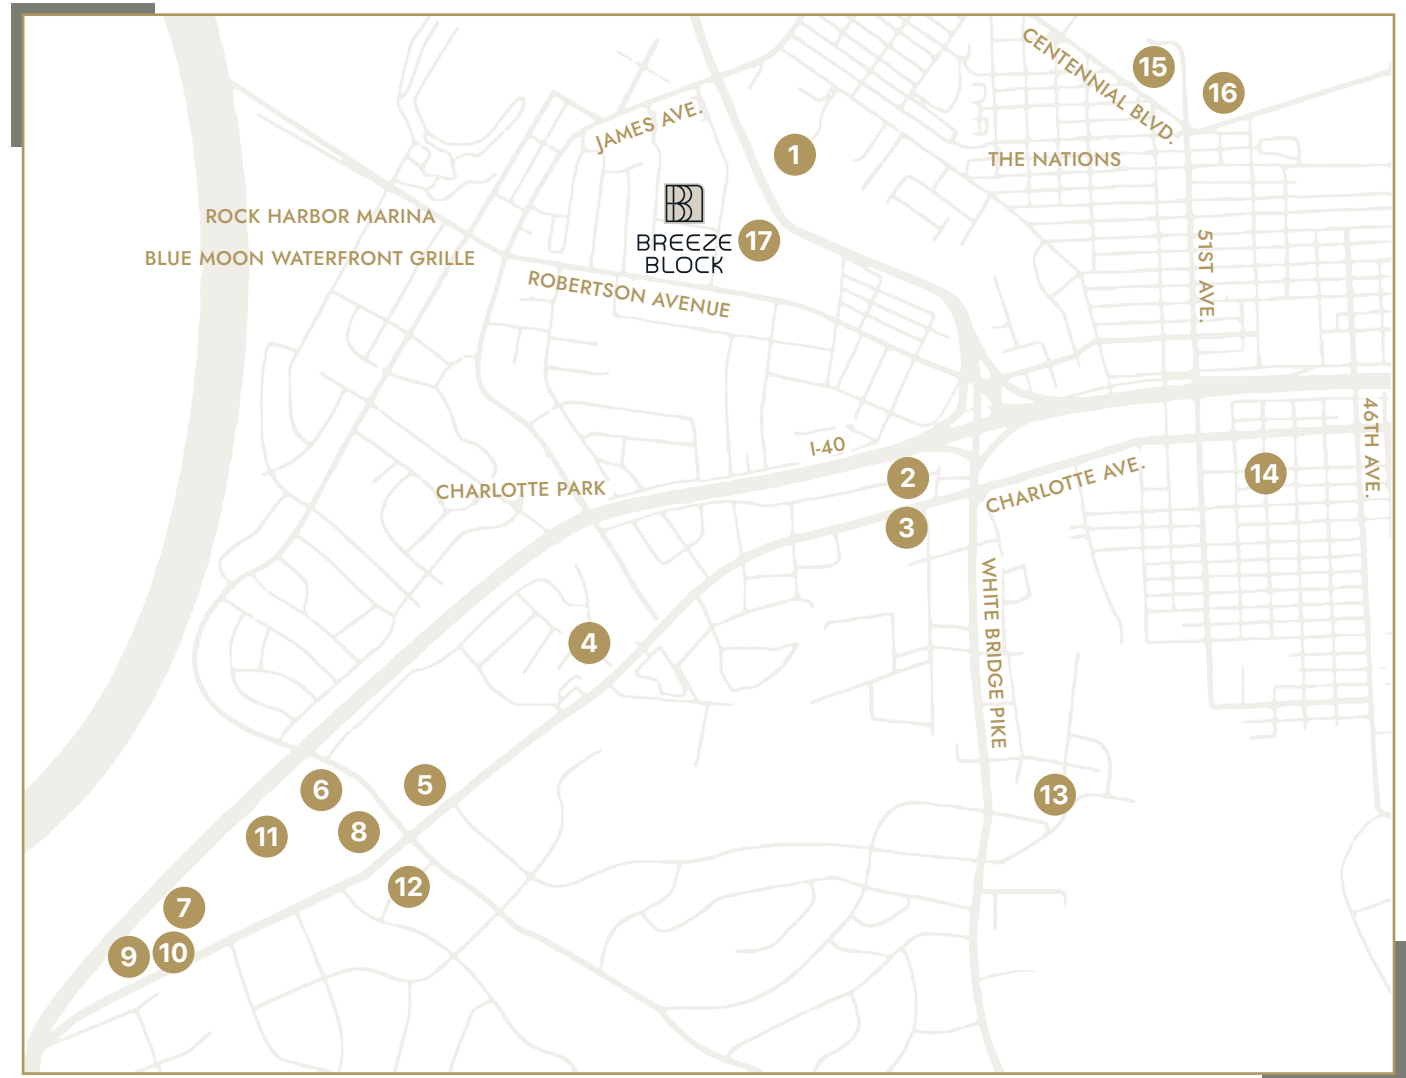 CENTENNIAL BLVD.
15
16
JAMES AVE.
1
THE NATIONS
ROCK HARBOR MARINA
BREEZE
BLOCK
17
BLUE MOON WATERFRONT GRILLE
51ST AVE.
ROBERTSON AVENUE
I-40
46TH AVE.
CHARLOTTE PARK
2
CHARLOTTE AVE.
14
3
WHITE BRIDGE PIKE
4
5
6
13
11
8
12
7
9
10